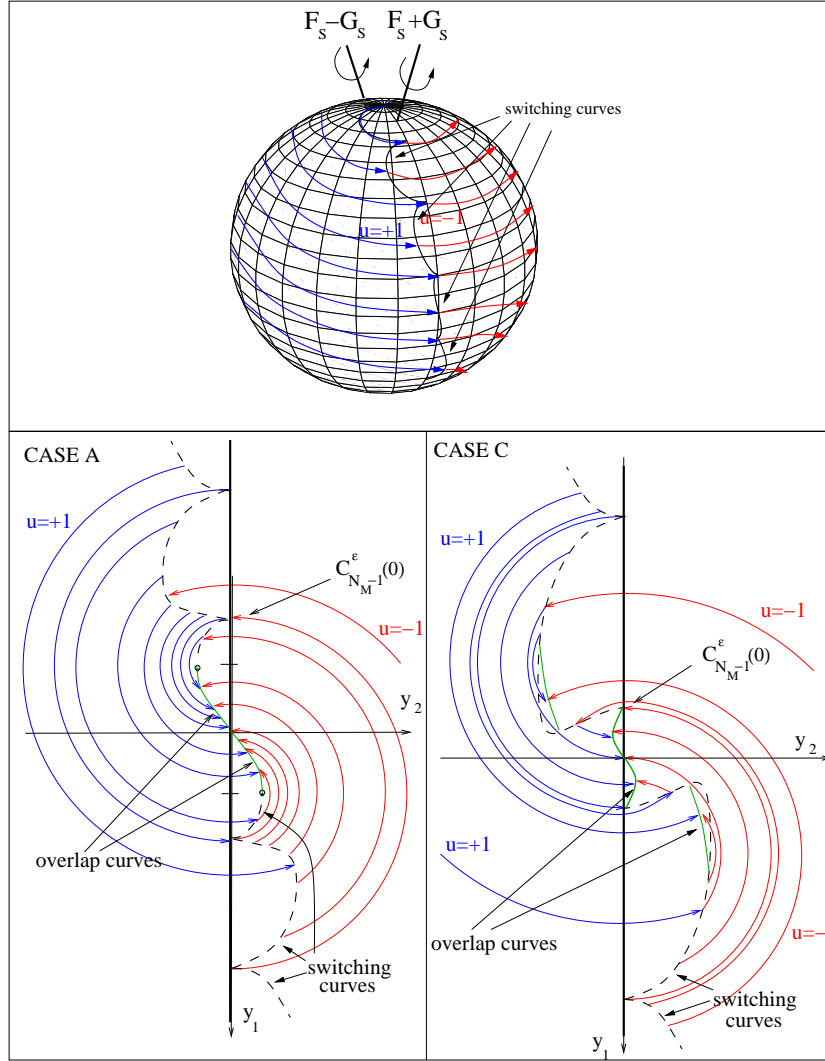 F_S−G_S F_S+G_S
switching curves
u=−1
u=+1
CASE A
u=+1
C^ε_{N_M−1}(0)
u=−1
y_2
overlap curves
switching
curves
y_1
CASE C
u=+1
u=−1
C^ε_{N_M−1}(0)
y_2
u=+1
overlap curves
u=−
switching
curves
y_1